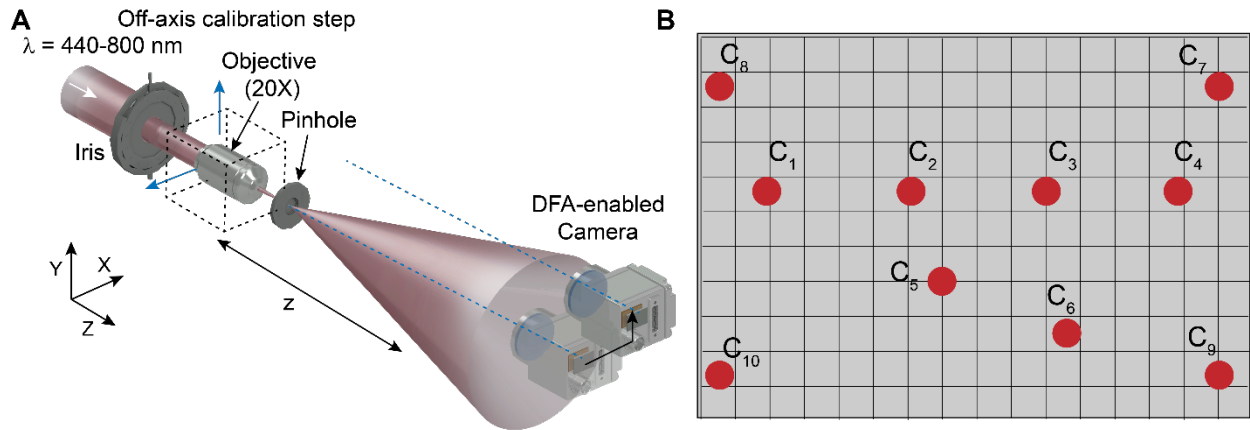 A
Off-axis calibration step
λ = 440-800 nm
Objective
(20X)
Pinhole
Iris
DFA-enabled
Camera
Y
X
Z
z
B
C₈
C₇
C₁
C₂
C₃
C₄
C₅
C₆
C₁₀
C₉